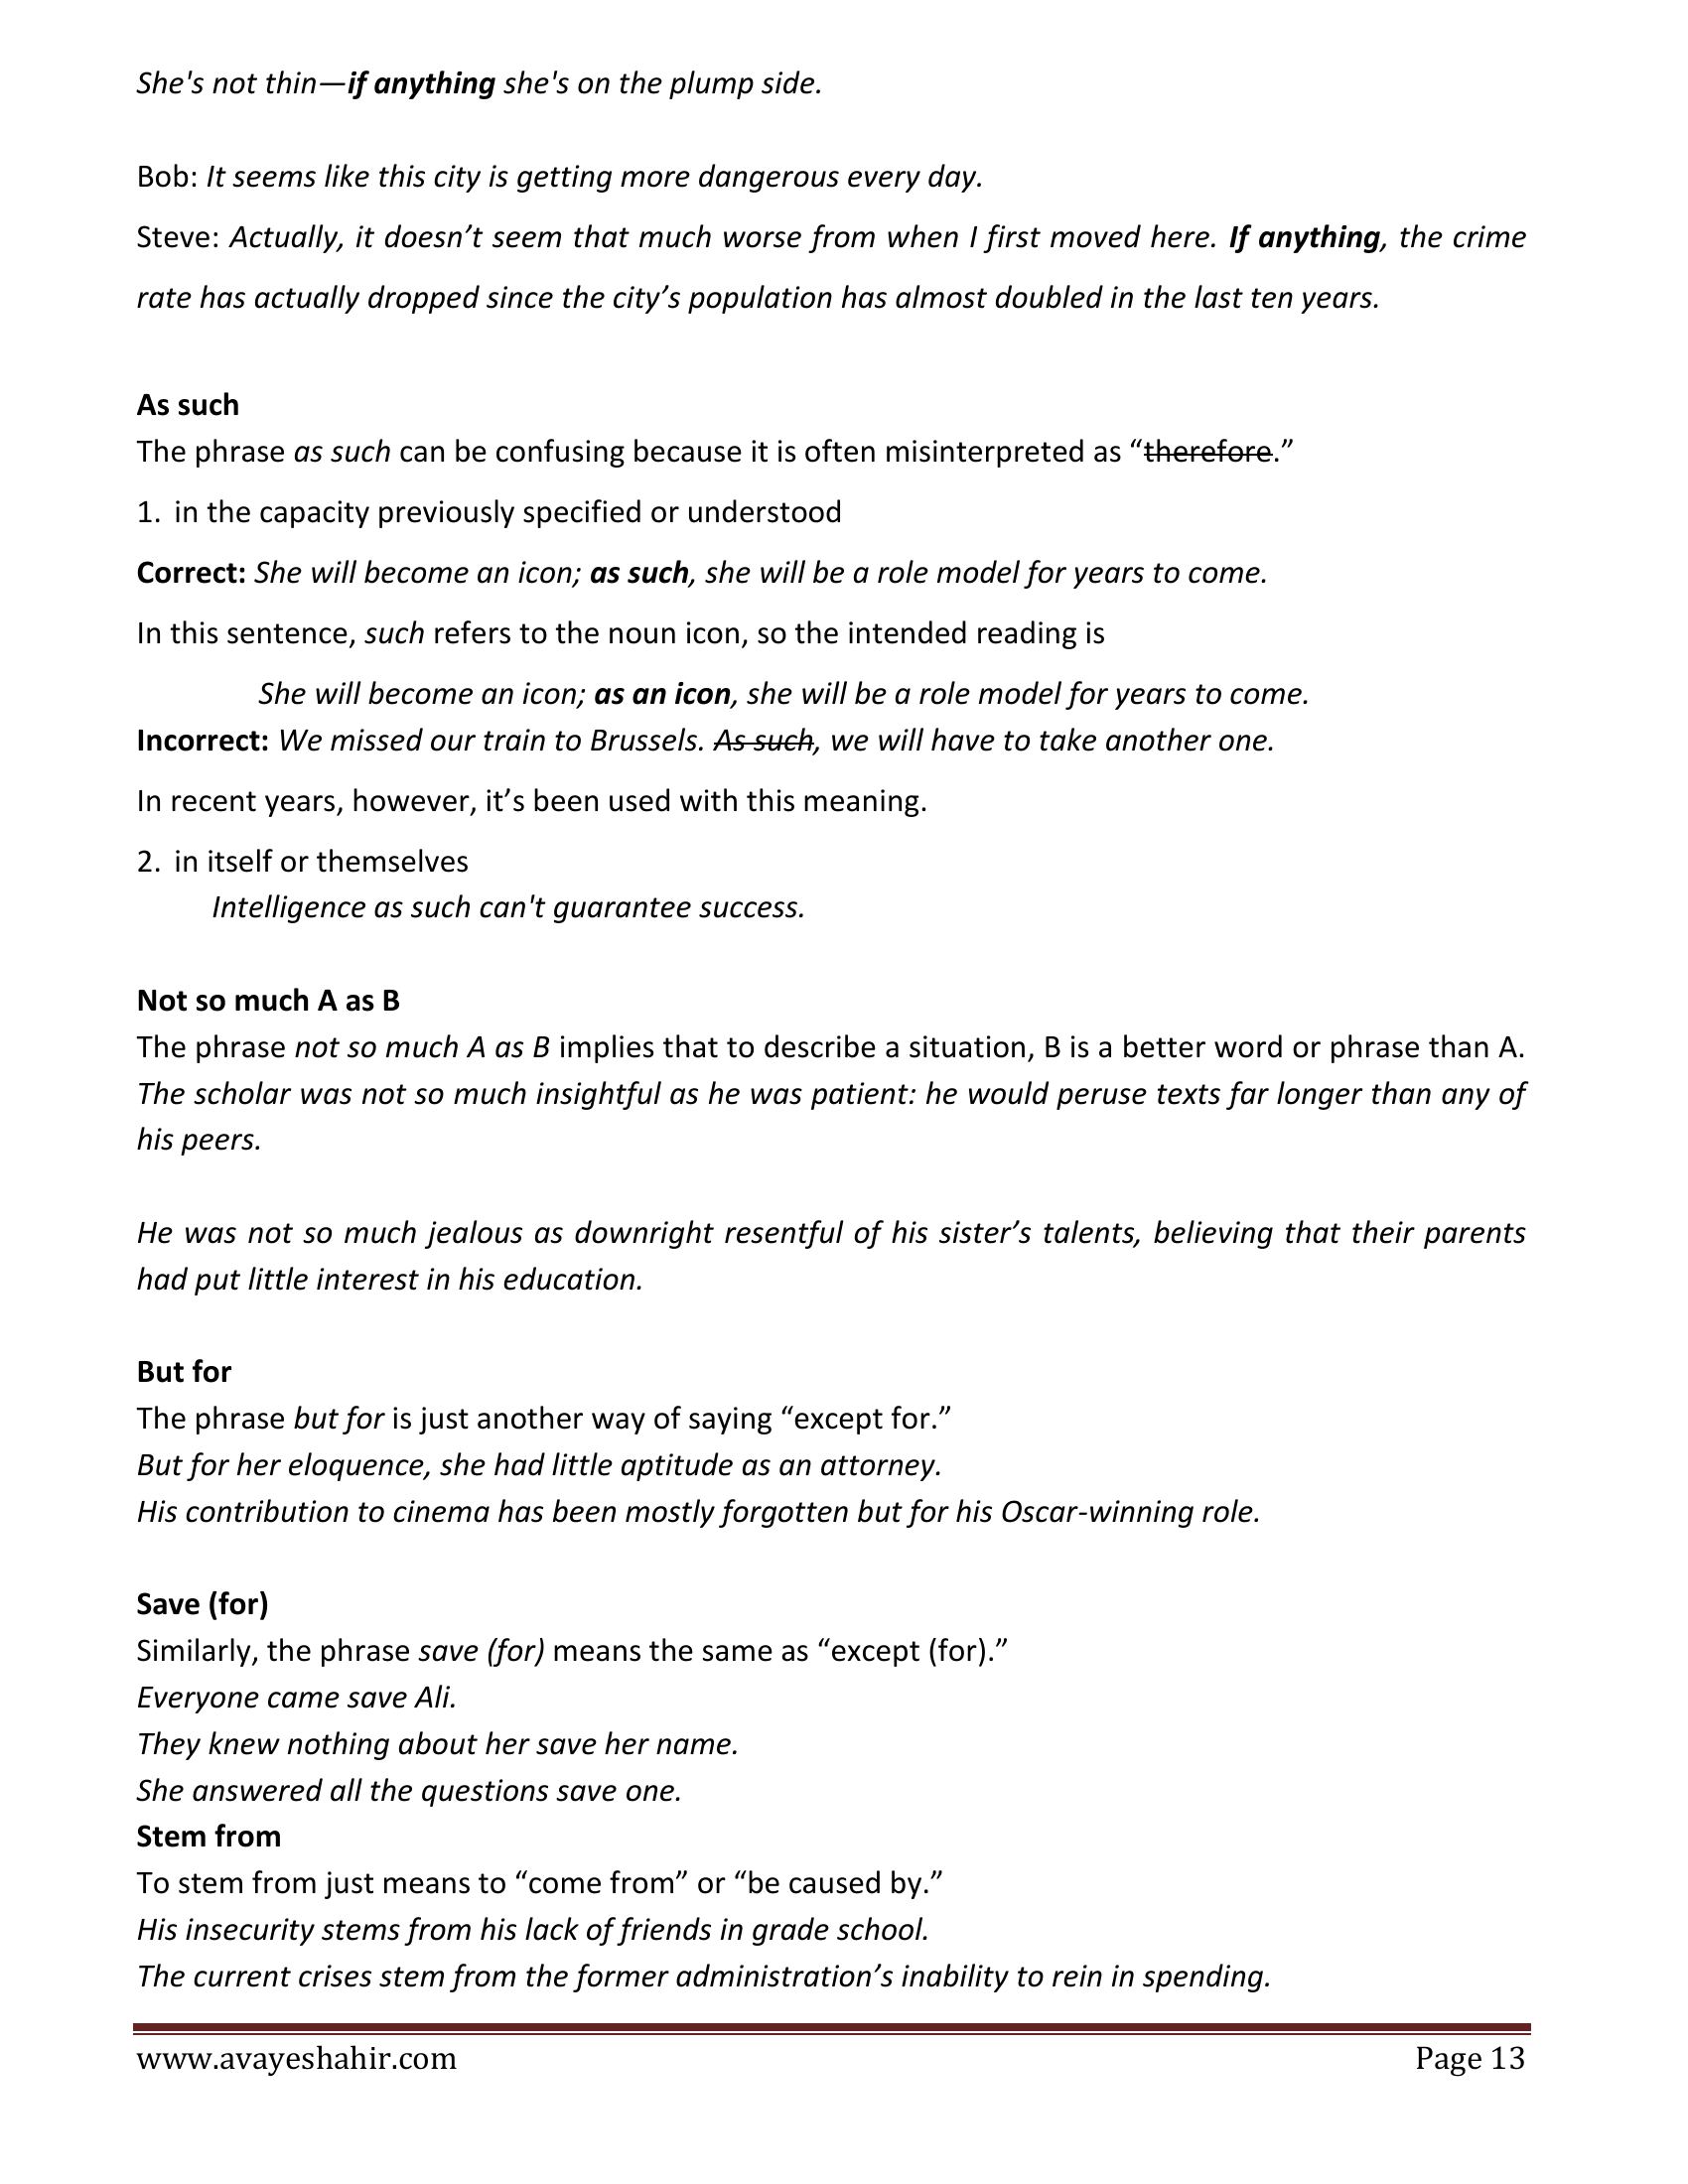 She's not thin—if anything she's on the plump side.
Bob: It seems like this city is getting more dangerous every day.
Steve: Actually, it doesn’t seem that much worse from when I first moved here. If anything, the crime
rate has actually dropped since the city’s population has almost doubled in the last ten years.
As such
The phrase as such can be confusing because it is often misinterpreted as “therefore.”
1. in the capacity previously specified or understood
Correct: She will become an icon; as such, she will be a role model for years to come.
In this sentence, such refers to the noun icon, so the intended reading is
She will become an icon; as an icon, she will be a role model for years to come.
Incorrect: We missed our train to Brussels. As such, we will have to take another one.
In recent years, however, it’s been used with this meaning.
2. in itself or themselves
Intelligence as such can't guarantee success.
Not so much A as B
The phrase not so much A as B implies that to describe a situation, B is a better word or phrase than A.
The scholar was not so much insightful as he was patient: he would peruse texts far longer than any of
his peers.
He was not so much jealous as downright resentful of his sister’s talents, believing that their parents
had put little interest in his education.
But for
The phrase but for is just another way of saying “except for.”
But for her eloquence, she had little aptitude as an attorney.
His contribution to cinema has been mostly forgotten but for his Oscar-winning role.
Save (for)
Similarly, the phrase save (for) means the same as “except (for).”
Everyone came save Ali.
They knew nothing about her save her name.
She answered all the questions save one.
Stem from
To stem from just means to “come from” or “be caused by.”
His insecurity stems from his lack of friends in grade school.
The current crises stem from the former administration’s inability to rein in spending.
www.avayeshahir.com Page 13